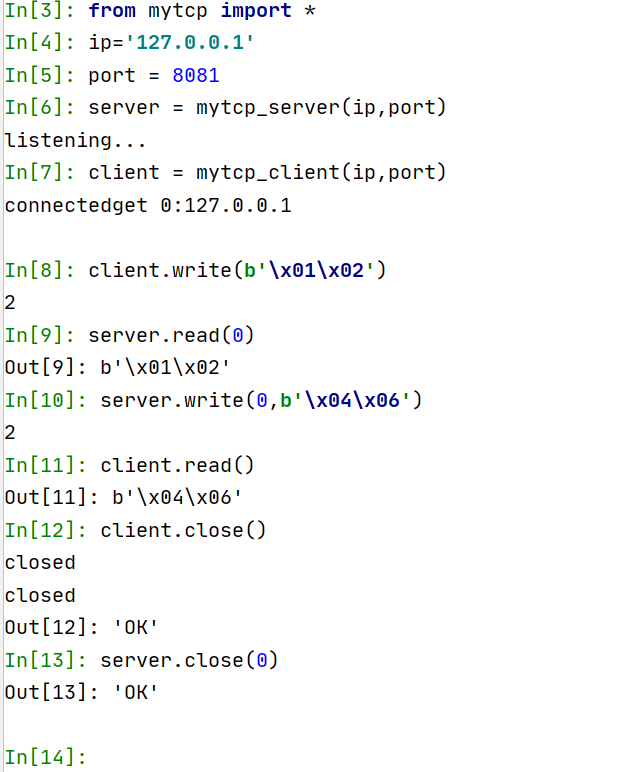 In[3]: from mytcp import *
In[4]: ip='127.0.0.1'
In[5]: port = 8081
In[6]: server = mytcp_server(ip,port)
listening...
In[7]: client = mytcp_client(ip,port)
connectedget 0:127.0.0.1
In[8]: client.write(b'\x01\x02')
2
In[9]: server.read(0)
Out[9]: b'\x01\x02'
In[10]: server.write(0,b'\x04\x06')
2
In[11]: client.read()
Out[11]: b'\x04\x06'
In[12]: client.close()
closed
closed
Out[12]: 'OK'
In[13]: server.close(0)
Out[13]: 'OK'
In[14]: